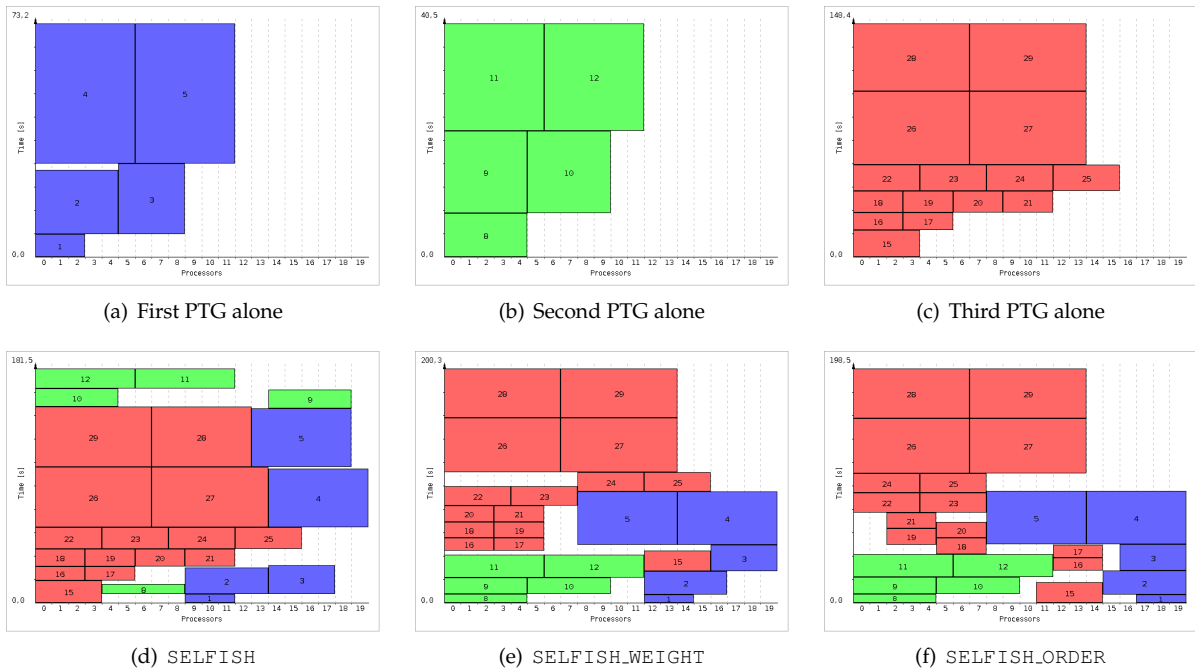 73,2
Time [s]
4 5
2 3
1
0,0
0 1 2 3 4 5 6 7 8 9 10 11 12 13 14 15 16 17 18 19
Processors
(a) First PTG alone
40,5
Time [s]
11 12
9 10
8
0,0
0 1 2 3 4 5 6 7 8 9 10 11 12 13 14 15 16 17 18 19
Processors
(b) Second PTG alone
148,4
Time [s]
28 29
26 27
22 23 24 25
18 19 20 21
16 17
15
0,0
0 1 2 3 4 5 6 7 8 9 10 11 12 13 14 15 16 17 18 19
Processors
(c) Third PTG alone
181,5
Time [s]
12 11
10 9
29 28 5
26 27 4
22 23 24 25
18 19 20 21
16 17 2 3
15 8
1
0,0
0 1 2 3 4 5 6 7 8 9 10 11 12 13 14 15 16 17 18 19
Processors
(d) SELFISH
200,3
Time [s]
28 29
26 27
24 25
22 23
20 21 5 4
18 19
16 17
11 12 15 3
9 10 2
8 1
0,0
0 1 2 3 4 5 6 7 8 9 10 11 12 13 14 15 16 17 18 19
Processors
(e) SELFISH_WEIGHT
198,5
Time [s]
28 29
26 27
24 25
22 23
21 20 5 4
19 18
11 12 17 3
16
9 10 15 2
8 1
0,0
0 1 2 3 4 5 6 7 8 9 10 11 12 13 14 15 16 17 18 19
Processors
(f) SELFISH_ORDER